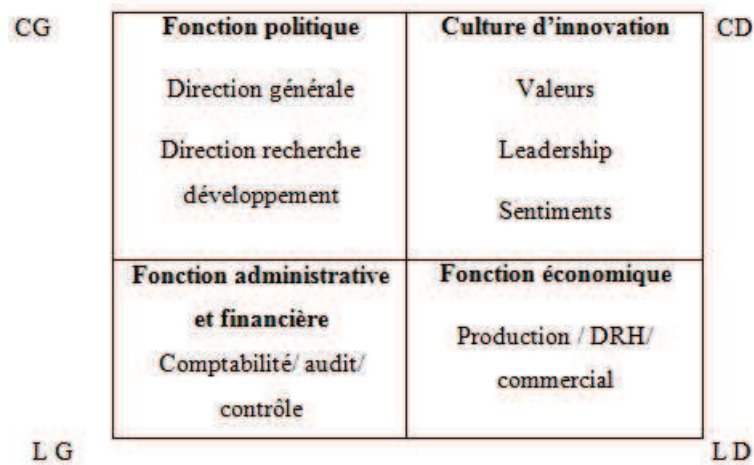 CG
Fonction politique
Direction générale
Direction recherche
développement
Culture d'innovation
Valeurs
Leadership
Sentiments
CD
Fonction administrative
et financière
Comptabilité/ audit/
contrôle
Fonction économique
Production / DRH/
commercial
L G
L D